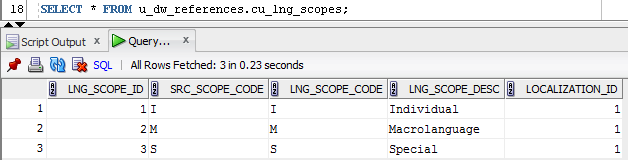 18 SELECT * FROM u_dw_references.cu_lng_scopes;
Script Output x Query... x
SQL | All Rows Fetched: 3 in 0.23 seconds
LNG_SCOPE_ID SRC_SCOPE_CODE LNG_SCOPE_CODE LNG_SCOPE_DESC LOCALIZATION_ID
1 1 I I Individual 1
2 2 M M Macrolanguage 1
3 3 S S Special 1